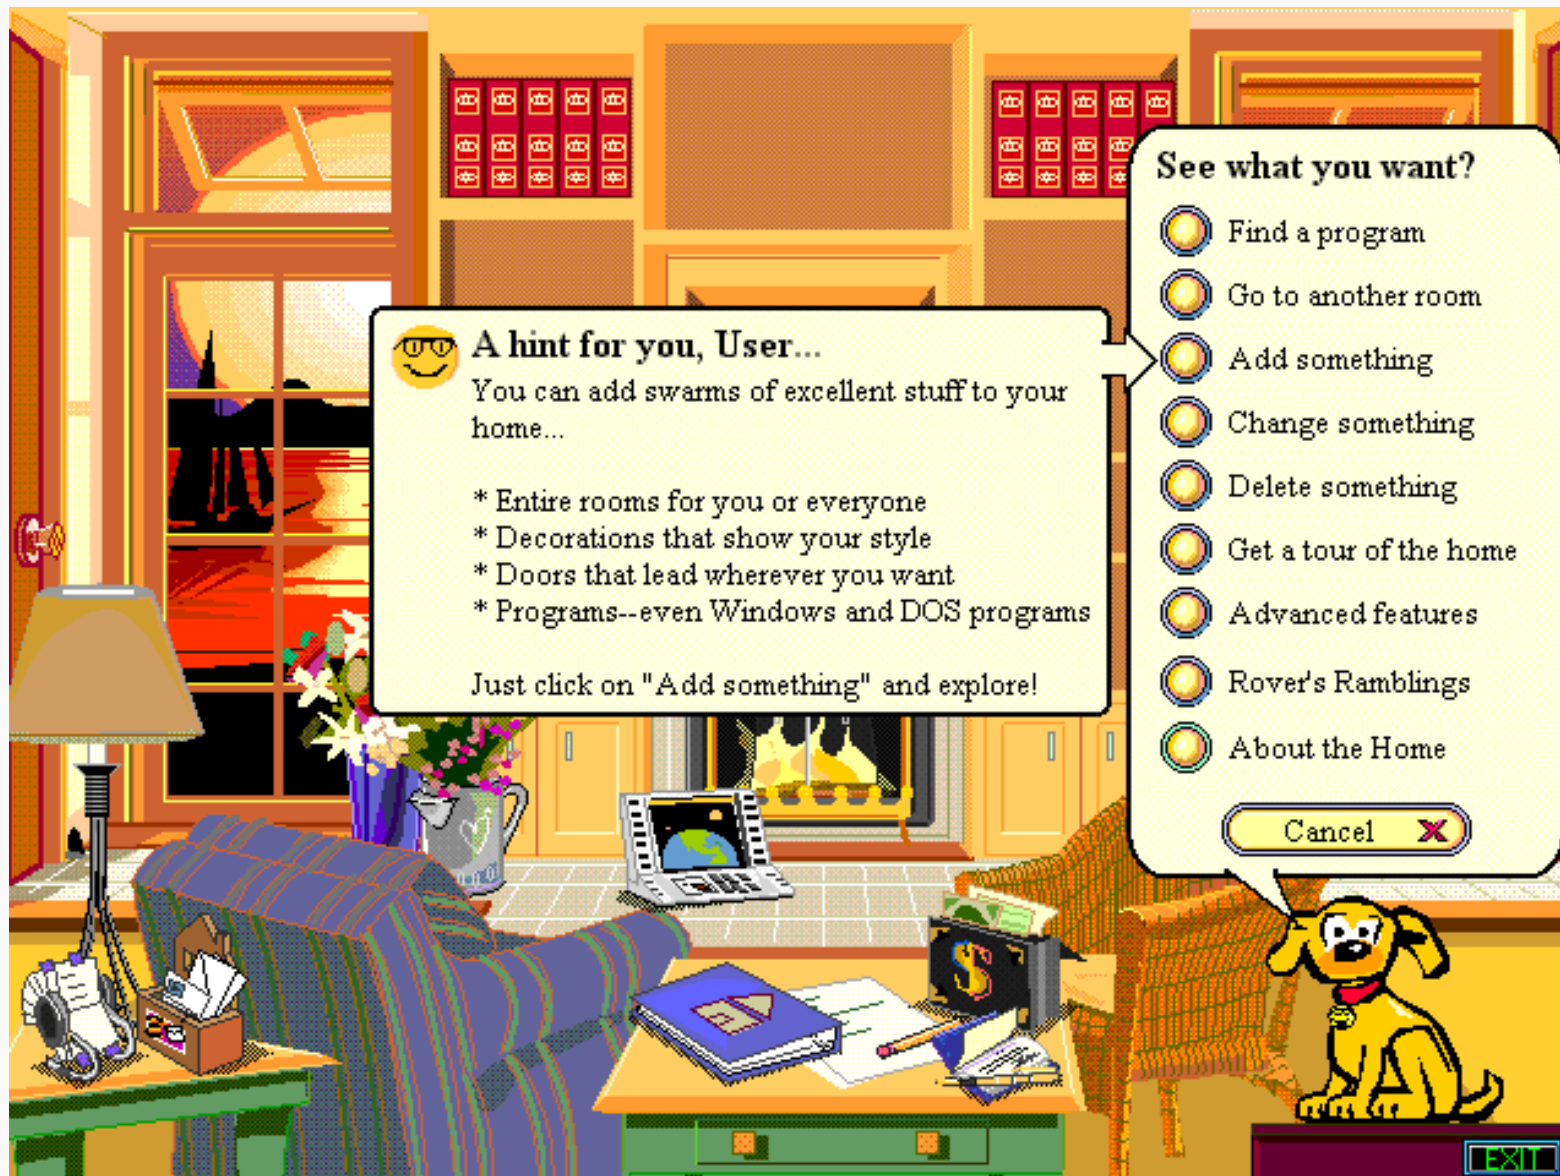 See what you want?
Find a program
Go to another room
Add something
Change something
Delete something
Get a tour of the home
Advanced features
Rover's Ramblings
About the Home
Cancel
A hint for you, User...
You can add swarms of excellent stuff to your
home...
* Entire rooms for you or everyone
* Decorations that show your style
* Doors that lead wherever you want
* Programs--even Windows and DOS programs
Just click on "Add something" and explore!
$
EXIT